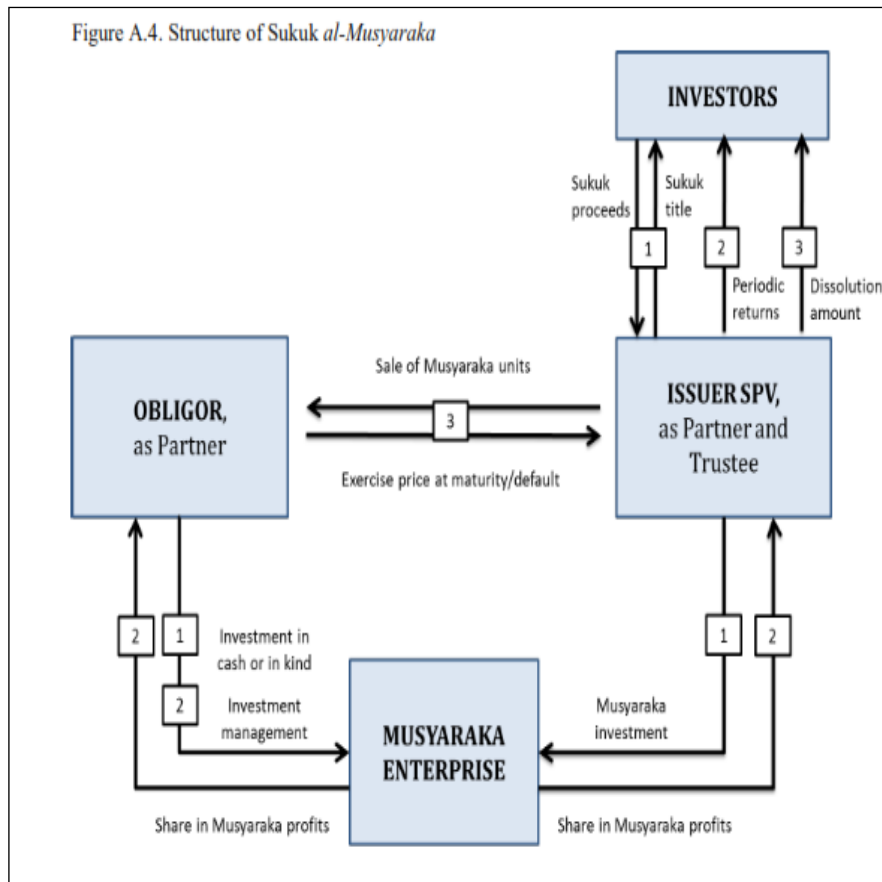 Figure A.4. Structure of Sukuk al-Musyaraka
INVESTORS
Sukuk
proceeds
Sukuk
title
1
2
3
Periodic
returns
Dissolution
amount
OBLIGOR,
as Partner
Sale of Musyaraka units
3
Exercise price at maturity/default
ISSUER SPV,
as Partner and
Trustee
2
1
Investment in
cash or in kind
2
Investment
management
MUSYARAKA
ENTERPRISE
1
2
Musyaraka
investment
Share in Musyaraka profits
Share in Musyaraka profits